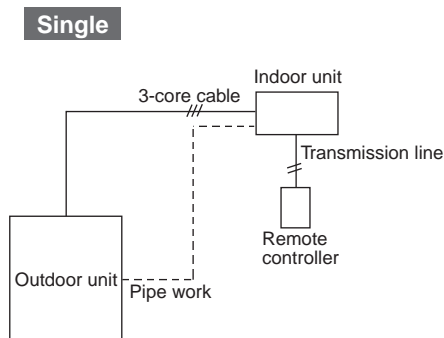 Single
Indoor unit
3-core cable
Transmission line
Remote
controller
Outdoor unit
Pipe work